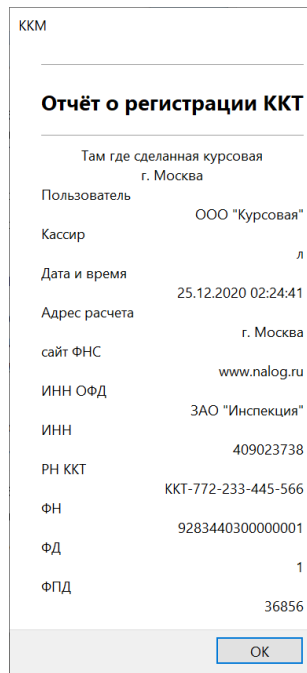 ККМ
Отчёт о регистрации ККТ
Там где сделанная курсовая
г. Москва
Пользователь
ООО "Курсовая"
Кассир
л
Дата и время
25.12.2020 02:24:41
Адрес расчета
г. Москва
сайт ФНС
www.nalog.ru
ИНН ОФД
ЗАО "Инспекция"
ИНН
409023738
РН ККТ
ККТ-772-233-445-566
ФН
9283440300000001
ФД
1
ФПД
36856
ОК